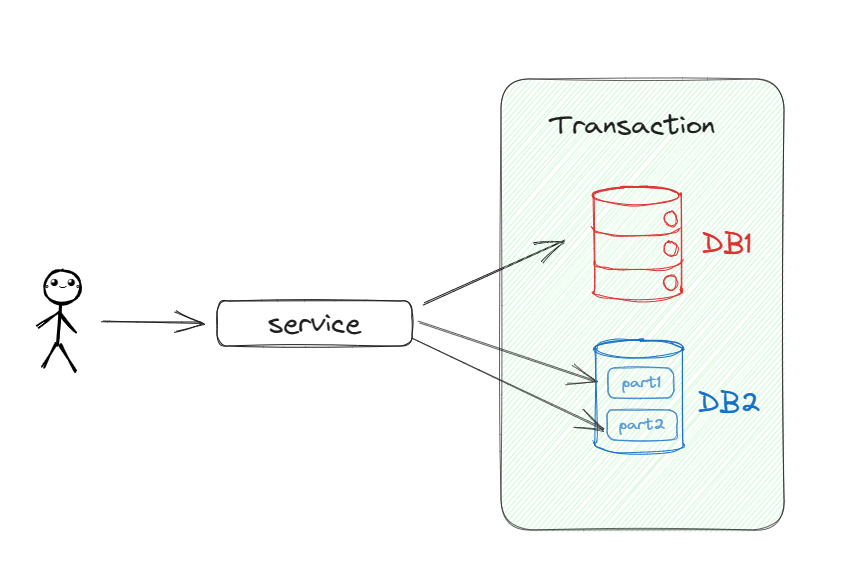 Transaction
DB1
service
part1
DB2
part2